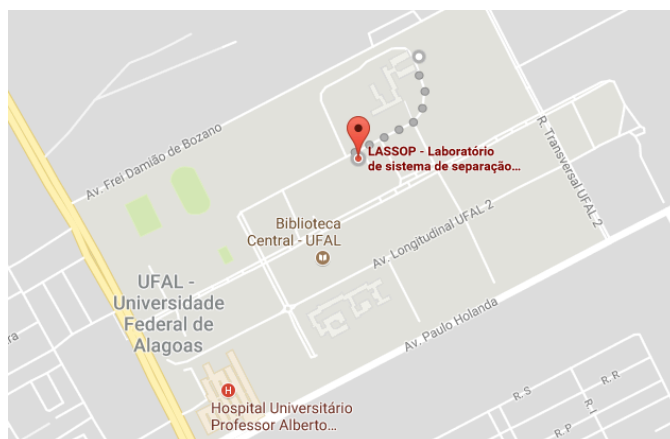 Av. Frei Damião de Bozano
LASSOP - Laboratório
de sistema de separação...
R. Transversal UFAL 2
Biblioteca
Central - UFAL
Av. Longitudinal UFAL 2
UFAL -
Universidade
Federal de
Alagoas
Av. Paulo Holanda
H
Hospital Universitário
Professor Alberto...
R. S
R. R
R. I
R. P